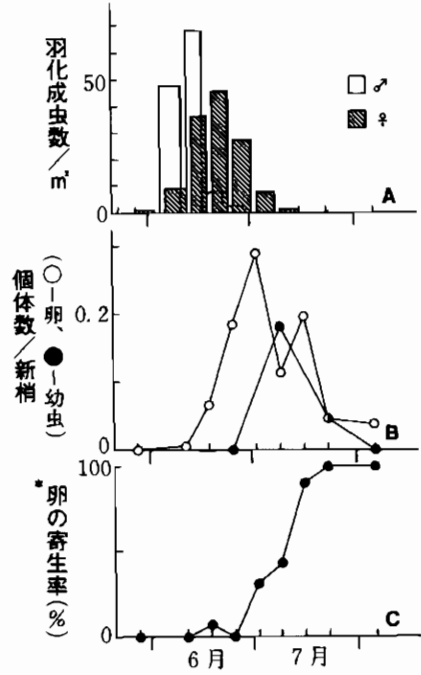 羽化成虫数／㎡
50
0
♂
♀
A
個体数／新梢
(○―卵、●～幼虫)
0.2
0
B
*卵の寄生率(%)
100
0
C
6月
7月